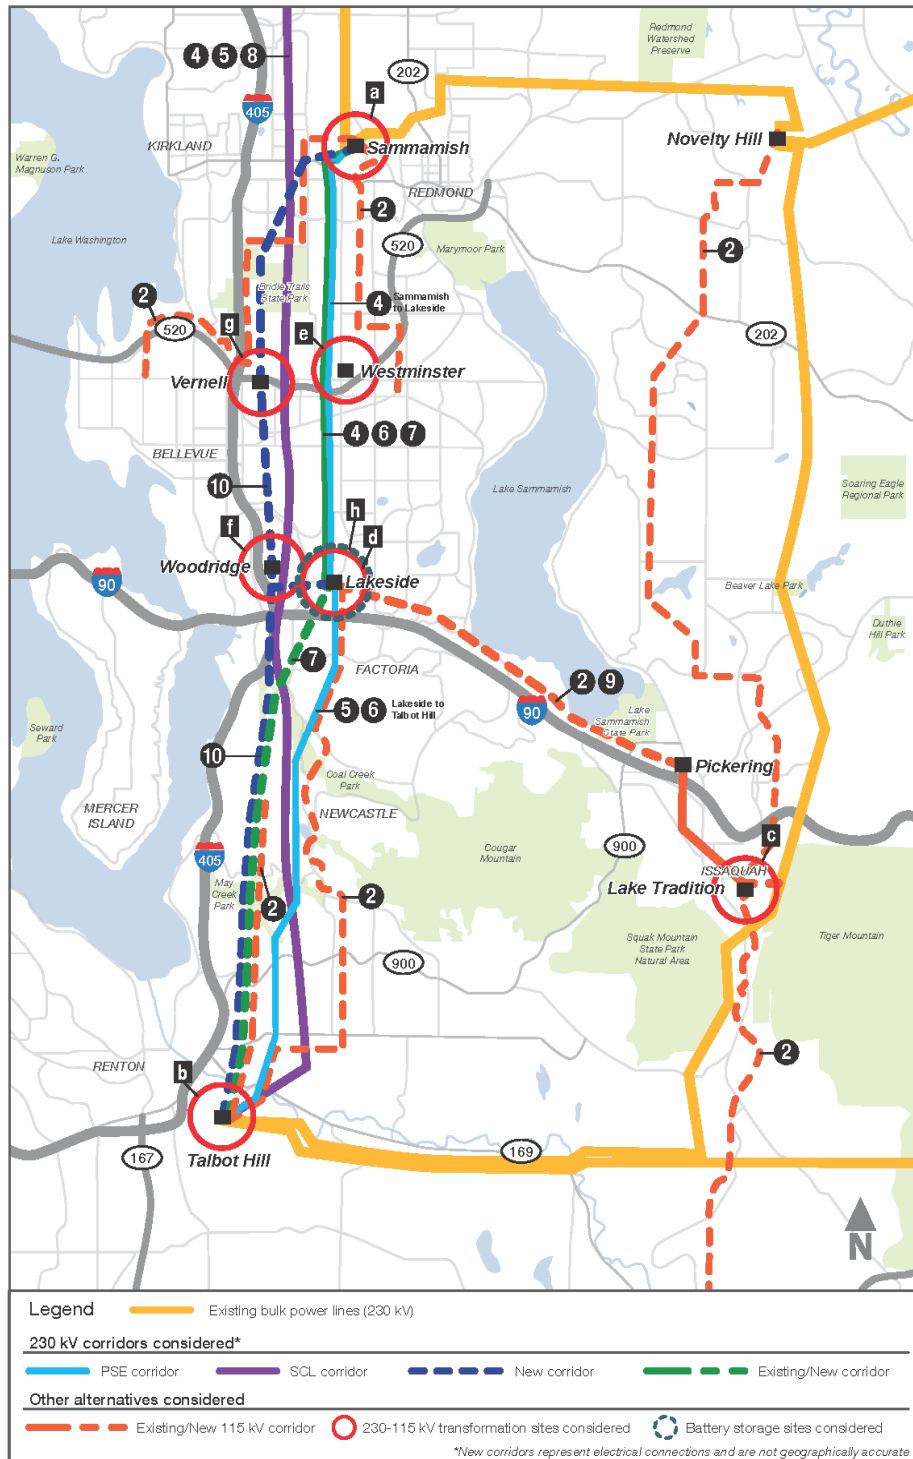 4 5 8
Redmond
Watershed
Preserve
202
405
a
KIRKLAND
Sammamish
Novelty Hill
Warren G.
Magnuson Park
REDMOND
2
Lake Washington
520
Marymoor Park
2
Bridle Trails
State Park
2
4
Sammamish
to Lakeside
520
g
e
202
Vernell
Westminster
4 6 7
BELLEVUE
10
Lake Sammamish
Soaring Eagle
Regional Park
f
h
d
Woodridge
Lakeside
90
Beaver Lake Park
Duthie
Hill Park
7
FACTORIA
2 9
5 6
Lakeside to
Talbot Hill
90
Lake
Sammamish
State Park
Seward
Park
10
Pickering
Coal Creek
Park
MERCER
ISLAND
NEWCASTLE
c
900
405
Cougar
Mountain
ISSAQUAH
May
Creek
Park
2
2
Lake Tradition
Squak Mountain
State Park
Natural Area
Tiger Mountain
900
2
RENTON
b
169
167
Talbot Hill
N
Legend
Existing bulk power lines (230 kV)
230 kV corridors considered*
PSE corridor
SCL corridor
New corridor
Existing/New corridor
Other alternatives considered
Existing/New 115 kV corridor
230-115 kV transformation sites considered
Battery storage sites considered
*New corridors represent electrical connections and are not geographically accurate